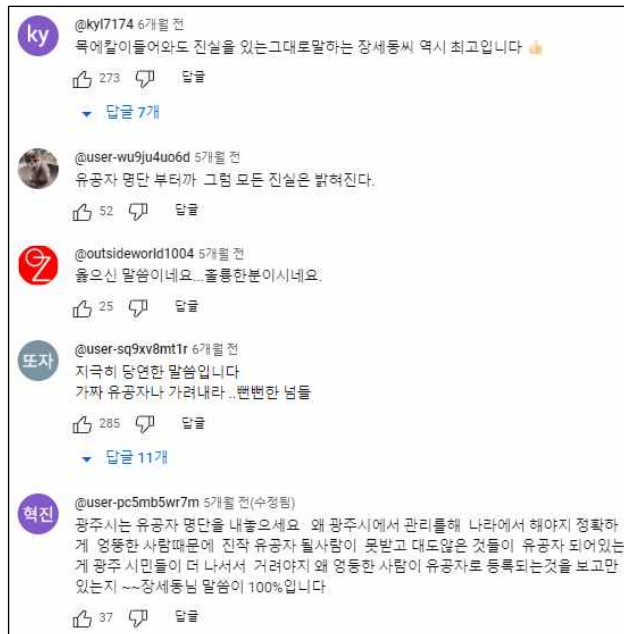 ky
@kyl7174 6개월 전
목에칼이들어와도 진실을 있는그대로말하는 장세동씨 역시 최고입니다 👍🏻
273 답글
답글 7개
@user-wu9ju4uo6d 5개월 전
유공자 명단 부터까 그럼 모든 진실은 밝혀진다.
52 답글
@outsideworld1004 5개월 전
옳으신 말씀이네요...훌륭한분이시네요.
25 답글
또자
@user-sq9xv8mt1r 6개월 전
지극히 당연한 말씀입니다
가짜 유공자나 가려내라 ..뻔뻔한 넘들
285 답글
답글 11개
혁진
@user-pc5mb5wr7m 5개월 전(수정됨)
광주시는 유공자 명단을 내놓으세요 왜 광주시에서 관리를해 나라에서 해야지 정확하
게 엉뚱한 사람때문에 진작 유공자 될사람이 못받고 대도않은 것들이 유공자 되어있는
게 광주 시민들이 더 나서서 거려야지 왜 영동한 사람이 유공자로 등록되는것을 보고만
있는지 ~~장세동님 말씀이 100%입니다
37 답글